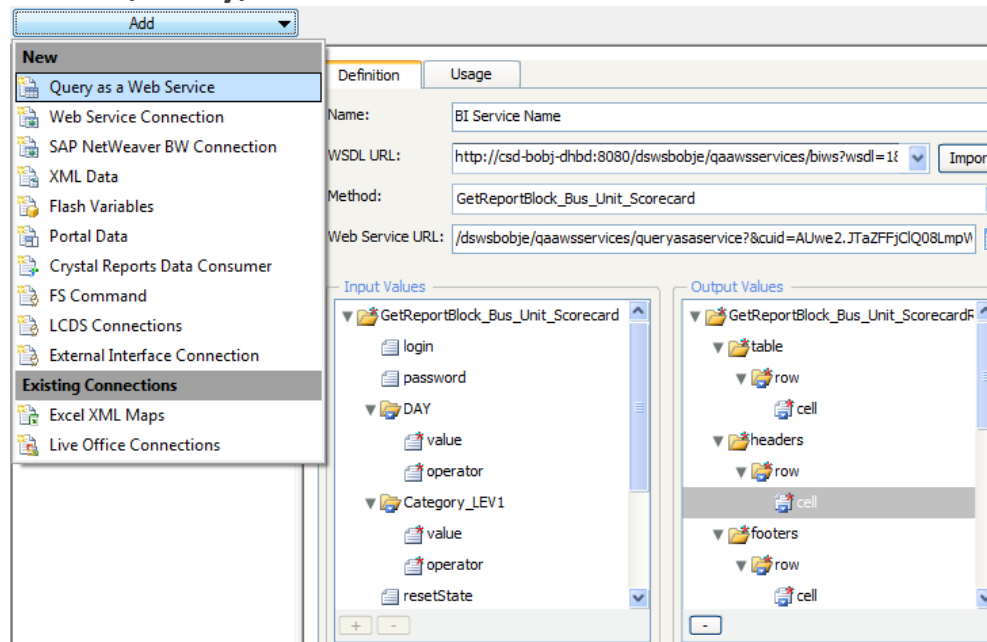 Add
New
Query as a Web Service
Web Service Connection
SAP NetWeaver BW Connection
XML Data
Flash Variables
Portal Data
Crystal Reports Data Consumer
FS Command
LCDS Connections
External Interface Connection
Existing Connections
Excel XML Maps
Live Office Connections
Definition Usage
Name: BI Service Name
WSDL URL: http://csd-bobj-dhbd:8080/dswsbobje/qaawsservices/biws?wsdl=1 Impor
Method: GetReportBlock_Bus_Unit_Scorecard
Web Service URL: /dswsbobje/qaawsservices/queryasaservice?&cuid=AUwe2.JTaZFFjClQ08Lmp
Input Values
GetReportBlock_Bus_Unit_Scorecard
login
password
DAY
value
operator
Category_LEV1
value
operator
resetState
+ -
Output Values
GetReportBlock_Bus_Unit_ScorecardR
table
row
cell
headers
row
cell
footers
row
cell
-